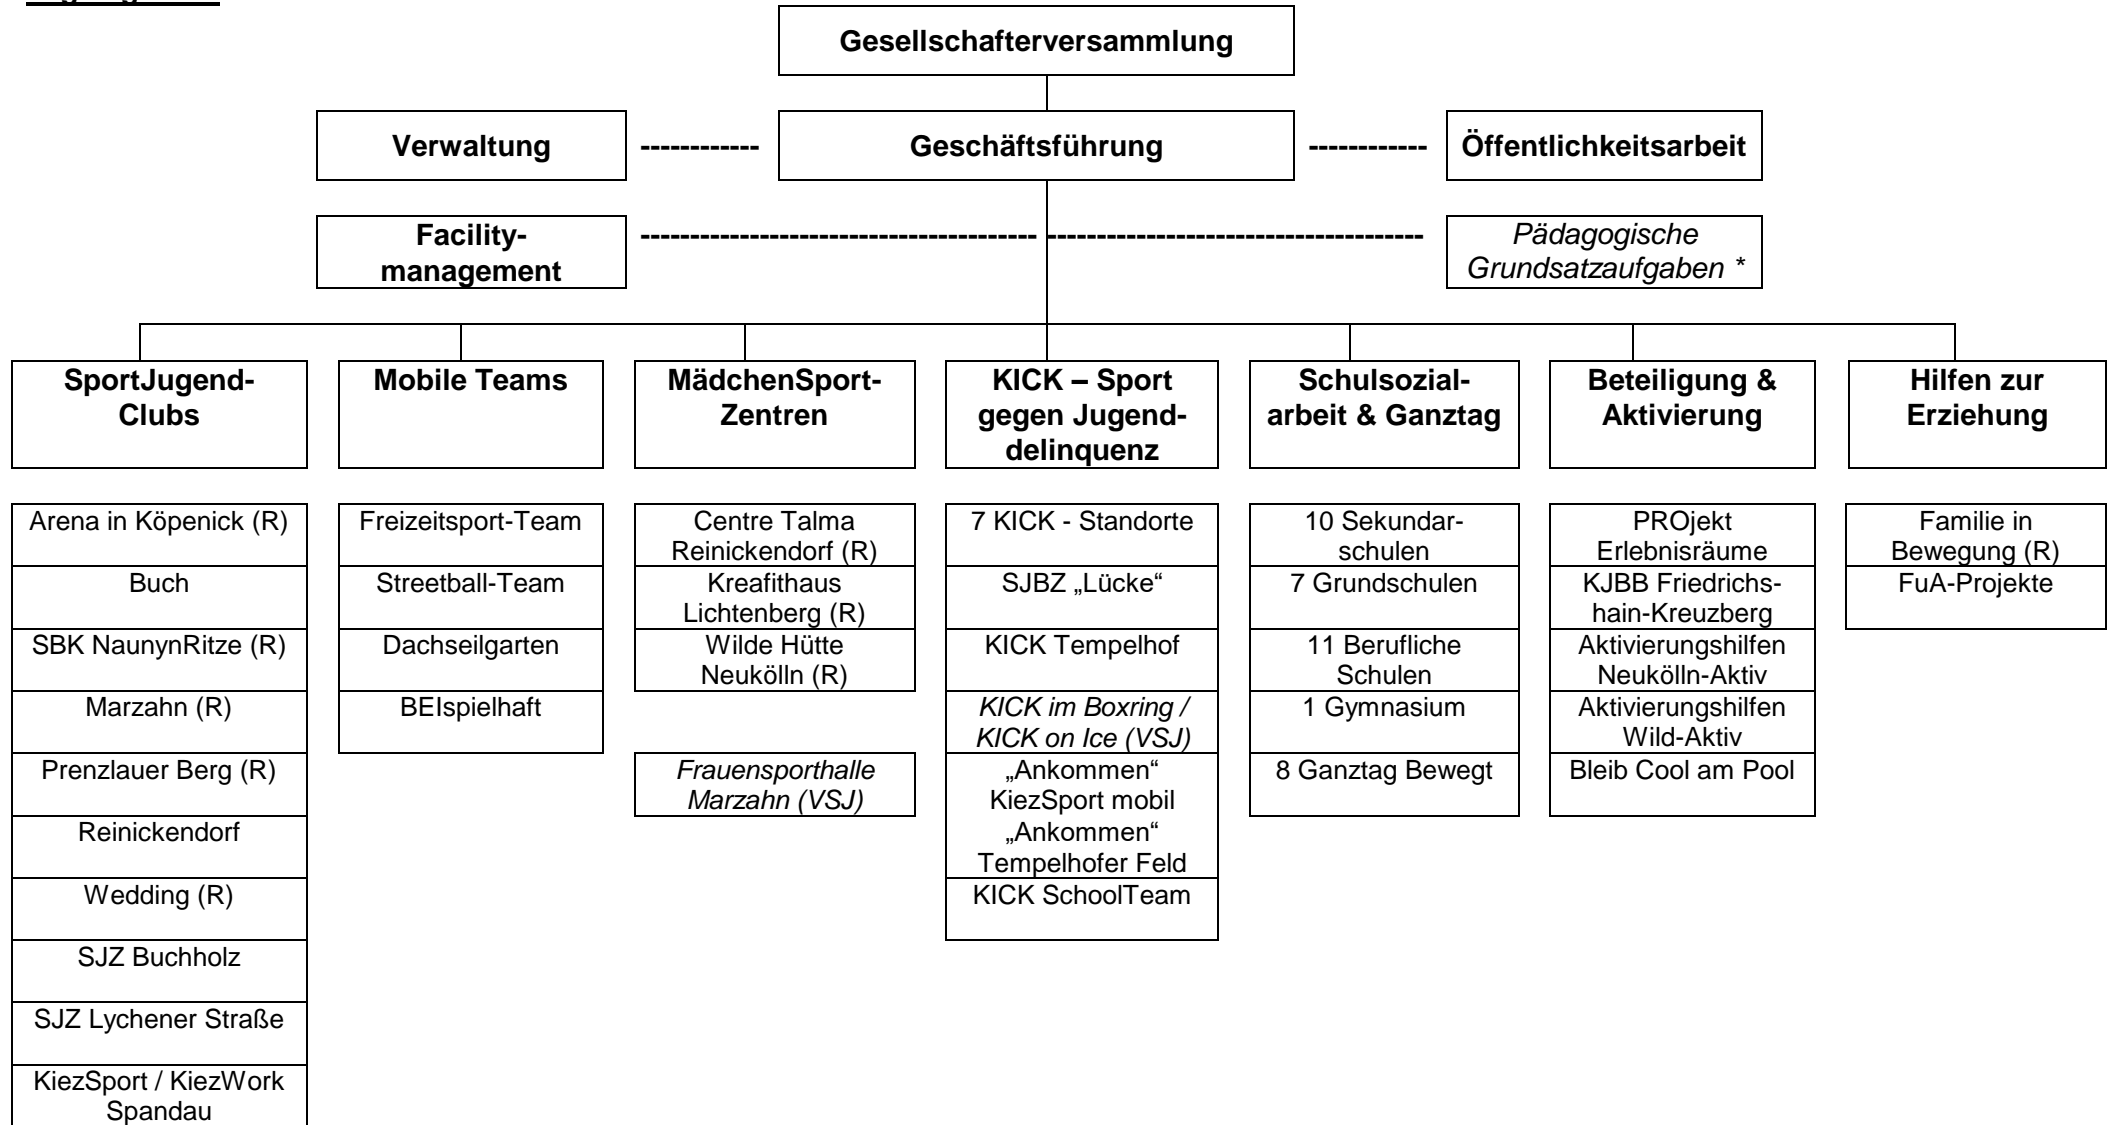 Gesellschafterversammlung
Verwaltung ------------ Geschäftsführung ------------ Öffentlichkeitsarbeit
Facility-
management
Pädagogische
Grundsatzaufgaben *
SportJugend-
Clubs
Mobile Teams
MädchenSport-
Zentren
KICK – Sport
gegen Jugend-
delinquenz
Schulsozial-
arbeit & Ganztag
Beteiligung &
Aktivierung
Hilfen zur
Erziehung
Arena in Köpenick (R)
Buch
SBK NaunynRitze (R)
Marzahn (R)
Prenzlauer Berg (R)
Reinickendorf
Wedding (R)
SJZ Buchholz
SJZ Lychener Straße
KiezSport / KiezWork
Spandau
Freizeitsport-Team
Streetball-Team
Dachseilgarten
BEIspielhaft
Centre Talma
Reinickendorf (R)
Kreafithaus
Lichtenberg (R)
Wilde Hütte
Neukölln (R)
Frauensporthalle
Marzahn (VSJ)
7 KICK - Standorte
SJBZ „Lücke“
KICK Tempelhof
KICK im Boxring /
KICK on Ice (VSJ)
„Ankommen“
KiezSport mobil
„Ankommen“
Tempelhofer Feld
KICK SchoolTeam
10 Sekundar-
schulen
7 Grundschulen
11 Berufliche
Schulen
1 Gymnasium
8 Ganztag Bewegt
PROjekt
Erlebnisräume
KJBB Friedrichs-
hain-Kreuzberg
Aktivierungshilfen
Neukölln-Aktiv
Aktivierungshilfen
Wild-Aktiv
Bleib Cool am Pool
Familie in
Bewegung (R)
FuA-Projekte